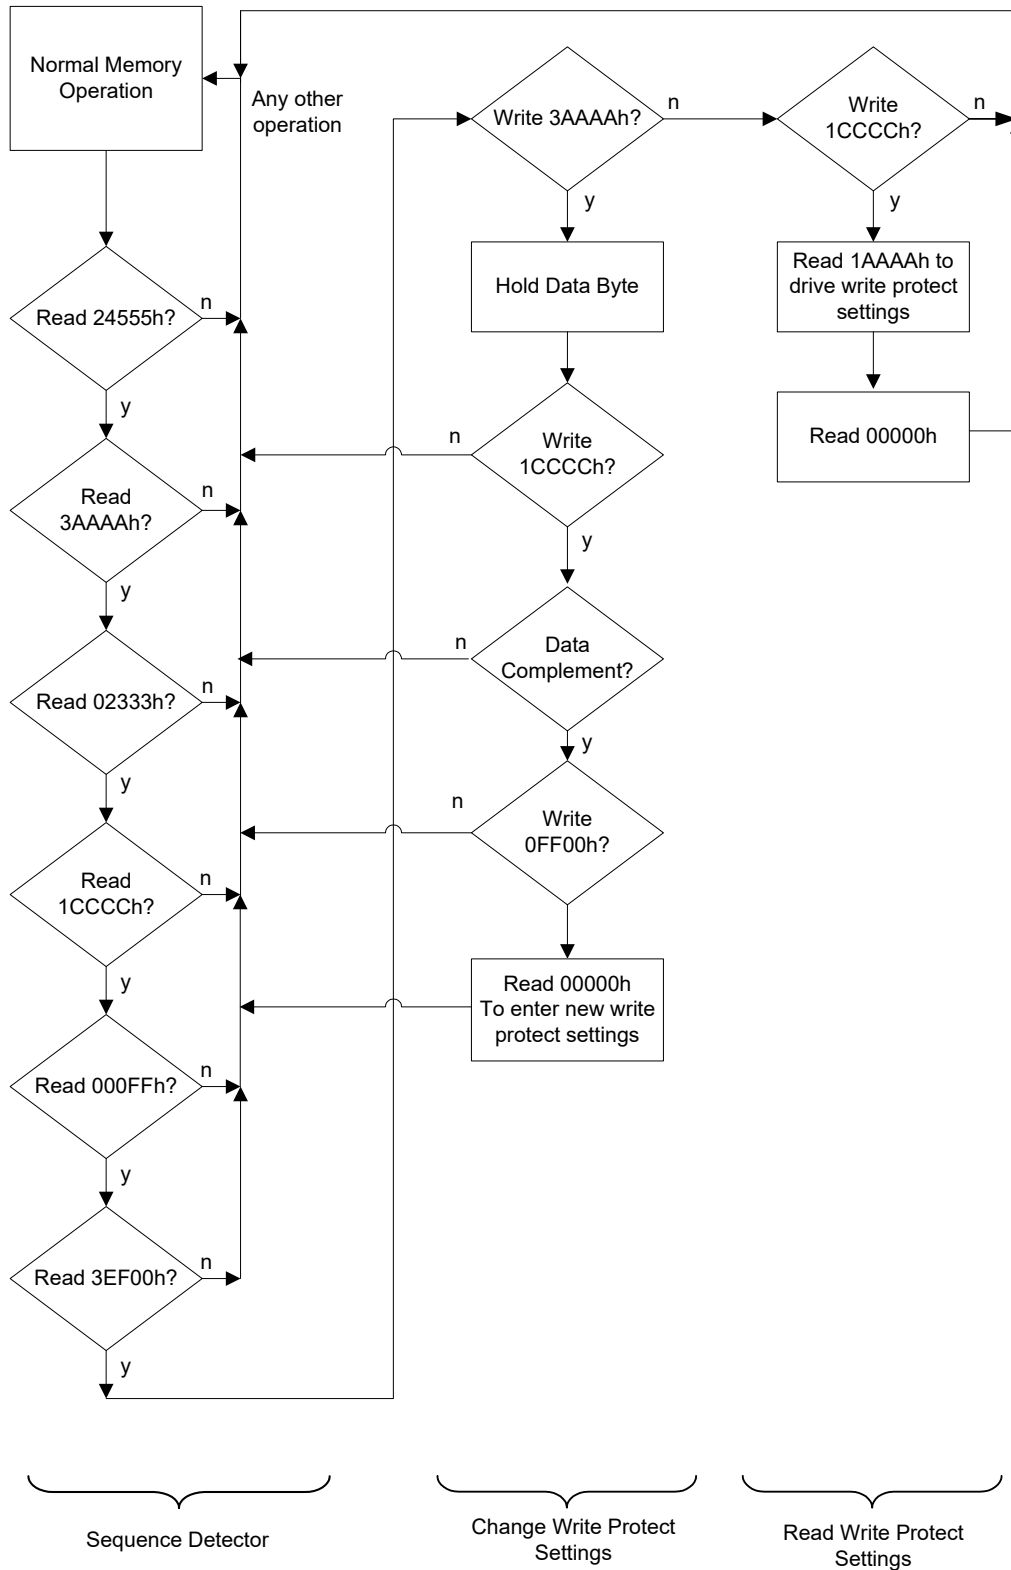 Normal Memory
Operation
Any other
operation
Read 24555h?
n
y
Read
3AAAAh?
n
y
Read 02333h?
n
y
Read
1CCCCh?
n
y
Read 000FFh?
n
y
Read 3EF00h?
n
y
Write 3AAAAh?
n
y
Hold Data Byte
Write
1CCCCh?
n
y
Data
Complement?
n
y
Write
0FF00h?
n
Read 00000h
To enter new write
protect settings
Write
1CCCCh?
n
y
Read 1AAAAh to
drive write protect
settings
Read 00000h
Sequence Detector
Change Write Protect
Settings
Read Write Protect
Settings